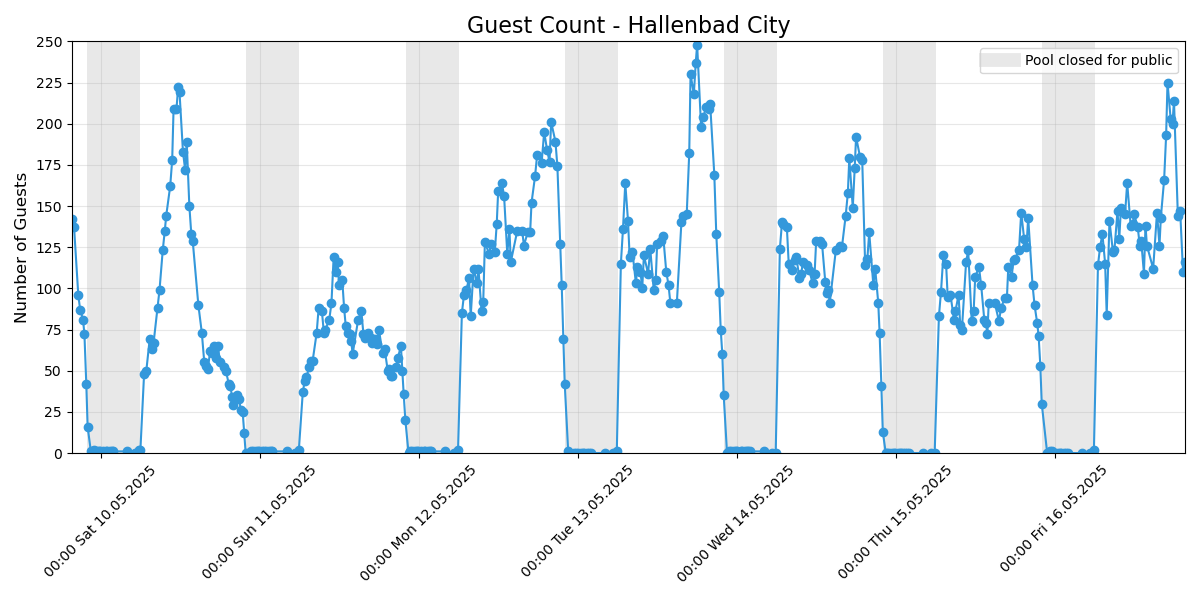 Guest Count - Hallenbad City
Pool closed for public
Number of Guests
250
225
200
175
150
125
100
75
50
25
0
00:00 Sat 10.05.2025
00:00 Sun 11.05.2025
00:00 Mon 12.05.2025
00:00 Tue 13.05.2025
00:00 Wed 14.05.2025
00:00 Thu 15.05.2025
00:00 Fri 16.05.2025